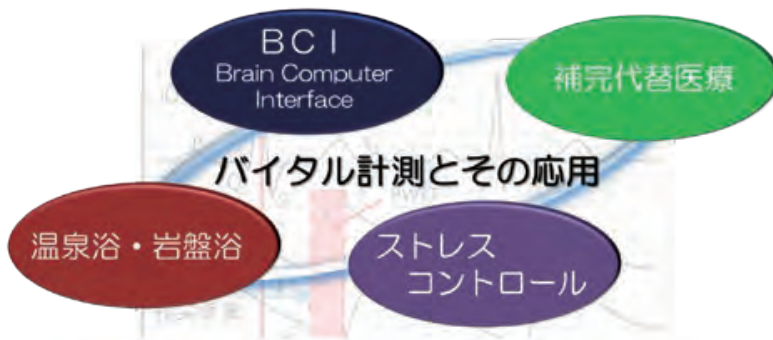 BCI
Brain Computer
Interface
補完代替医療
バイタル計測とその応用
温泉浴・岩盤浴
ストレス
コントロール